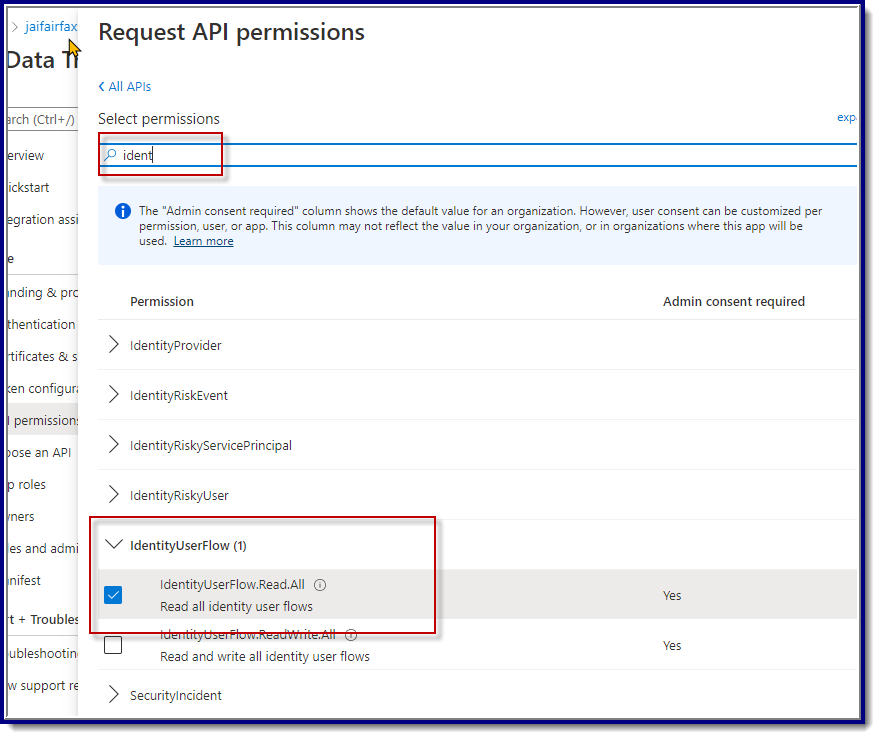 jaifairfax
Request API permissions
Data T
All APIs
Select permissions
exp
arch (Ctrl+/)
ident
erview
ickstart
The "Admin consent required" column shows the default value for an organization. However, user consent can be customized per
permission, user, or app. This column may not reflect the value in your organization, or in organizations where this app will be
used. Learn more
egration assi
e
anding & pro
Permission
Admin consent required
thentication
IdentityProvider
rtificates & s
ken configura
IdentityRiskEvent
I permissions
IdentityRiskyServicePrincipal
pose an API
p roles
IdentityRiskyUser
vners
IdentityUserFlow (1)
les and admi
anifest
IdentityUserFlow.Read.All
Read all identity user flows
Yes
rt + Troubles
IdentityUserFlow.ReadWrite.All
Read and write all identity user flows
Yes
ubleshooting
w support re
SecurityIncident